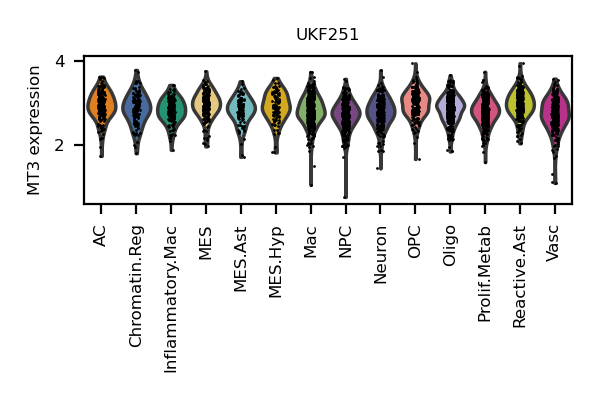 UKF251
MT3 expression
4
2
AC
Chromatin.Reg
Inflammatory.Mac
MES
MES.Ast
MES.Hyp
Mac
NPC
Neuron
OPC
Oligo
Prolif.Metab
Reactive.Ast
Vasc